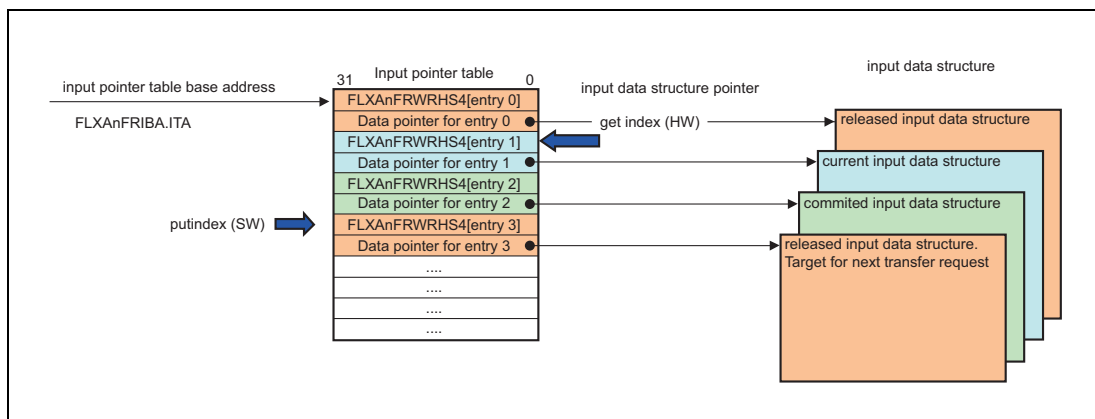 input data structure
31 Input pointer table 0
input pointer table base address
input data structure pointer
FLXAnFRIBA.ITA
FLXAnFRWRHS4[entry 0]
Data pointer for entry 0
get index (HW)
released input data structure
FLXAnFRWRHS4[entry 1]
Data pointer for entry 1
current input data structure
FLXAnFRWRHS4[entry 2]
Data pointer for entry 2
commited input data structure
putindex (SW)
FLXAnFRWRHS4[entry 3]
Data pointer for entry 3
released input data structure.
Target for next transfer request
....
....
....
....